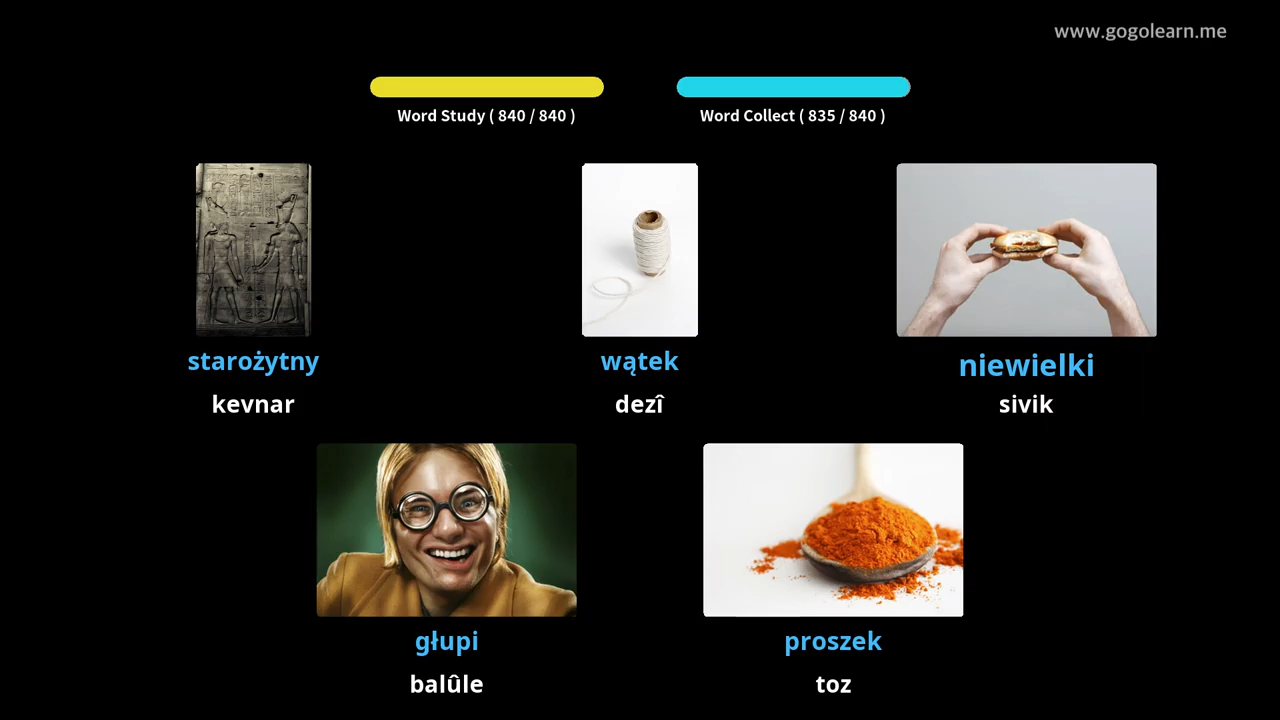 www.gogolearn.me
Word Study ( 840 / 840 )
Word Collect ( 835 / 840 )
starożytny
kevnar
wątek
dezî
niewielki
sivik
głupi
balûle
proszek
toz